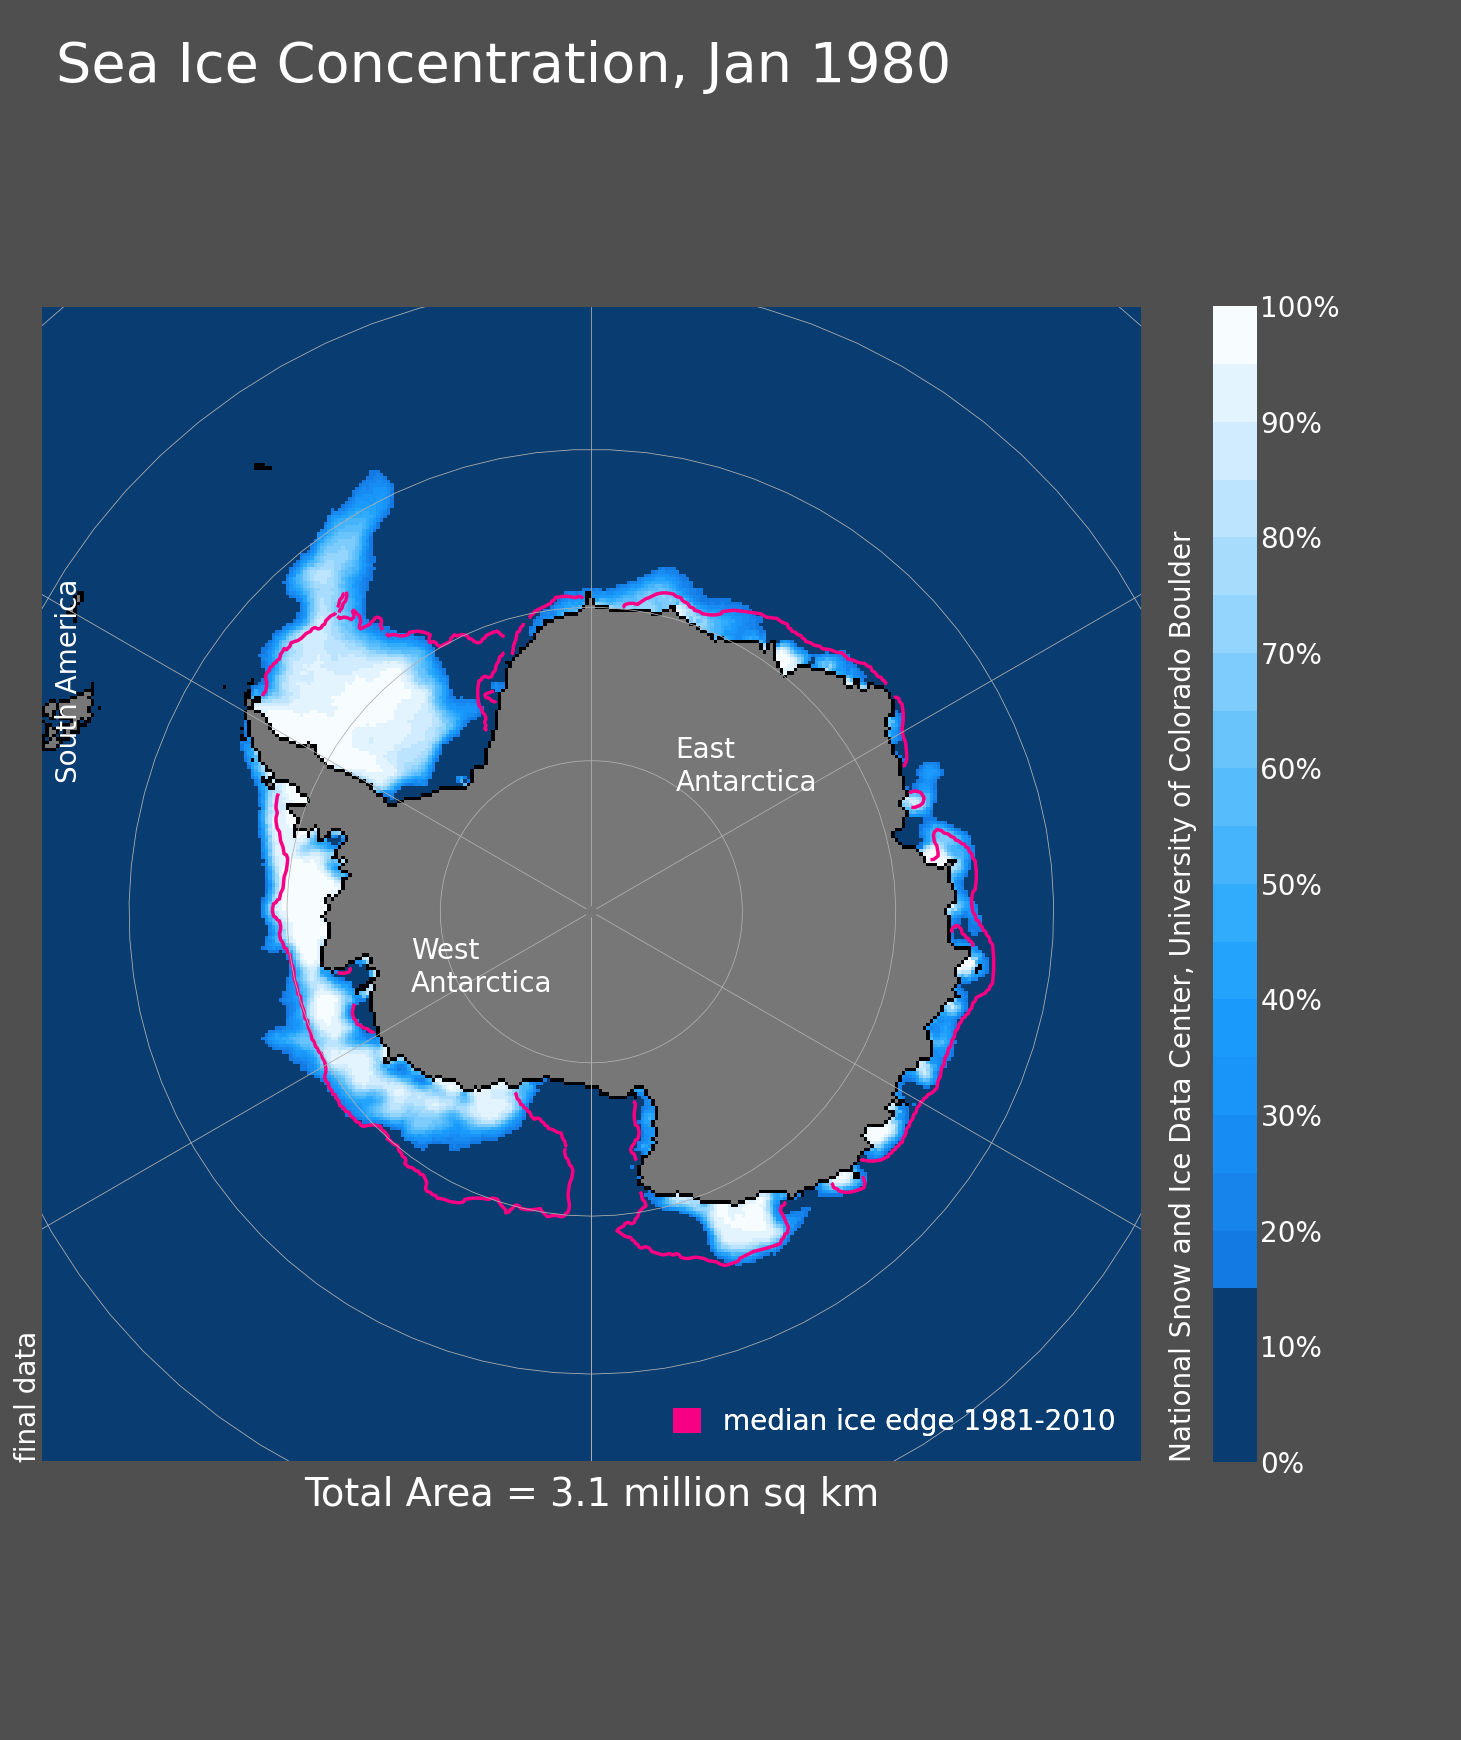 Sea Ice Concentration, Jan 1980
South America
East
Antarctica
West
Antarctica
final data
median ice edge 1981-2010
Total Area = 3.1 million sq km
National Snow and Ice Data Center, University of Colorado Boulder
100%
90%
80%
70%
60%
50%
40%
30%
20%
10%
0%